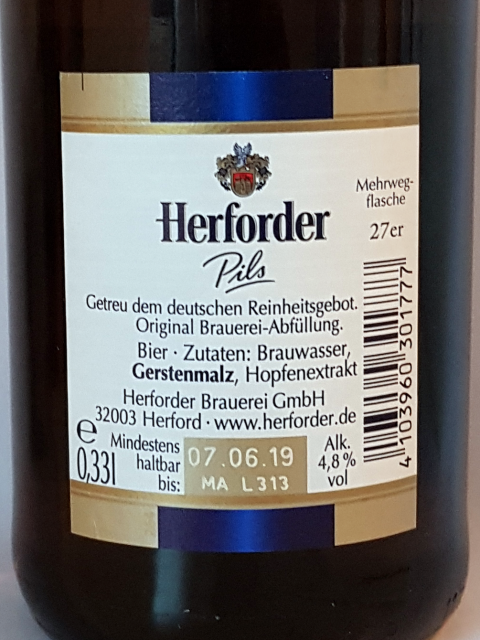 Herforder
Pils
Mehrweg-
flasche
27er
Getreu dem deutschen Reinheitsgebot.
Original Brauerei-Abfüllung.
Bier · Zutaten: Brauwasser,
Gerstenmalz, Hopfenextrakt
Herforder Brauerei GmbH
32003 Herford · www.herforder.de
℮
0,33l
Mindestens
haltbar
bis:
07.06.19
MA L313
Alk.
4,8%
vol
4 103960 301777